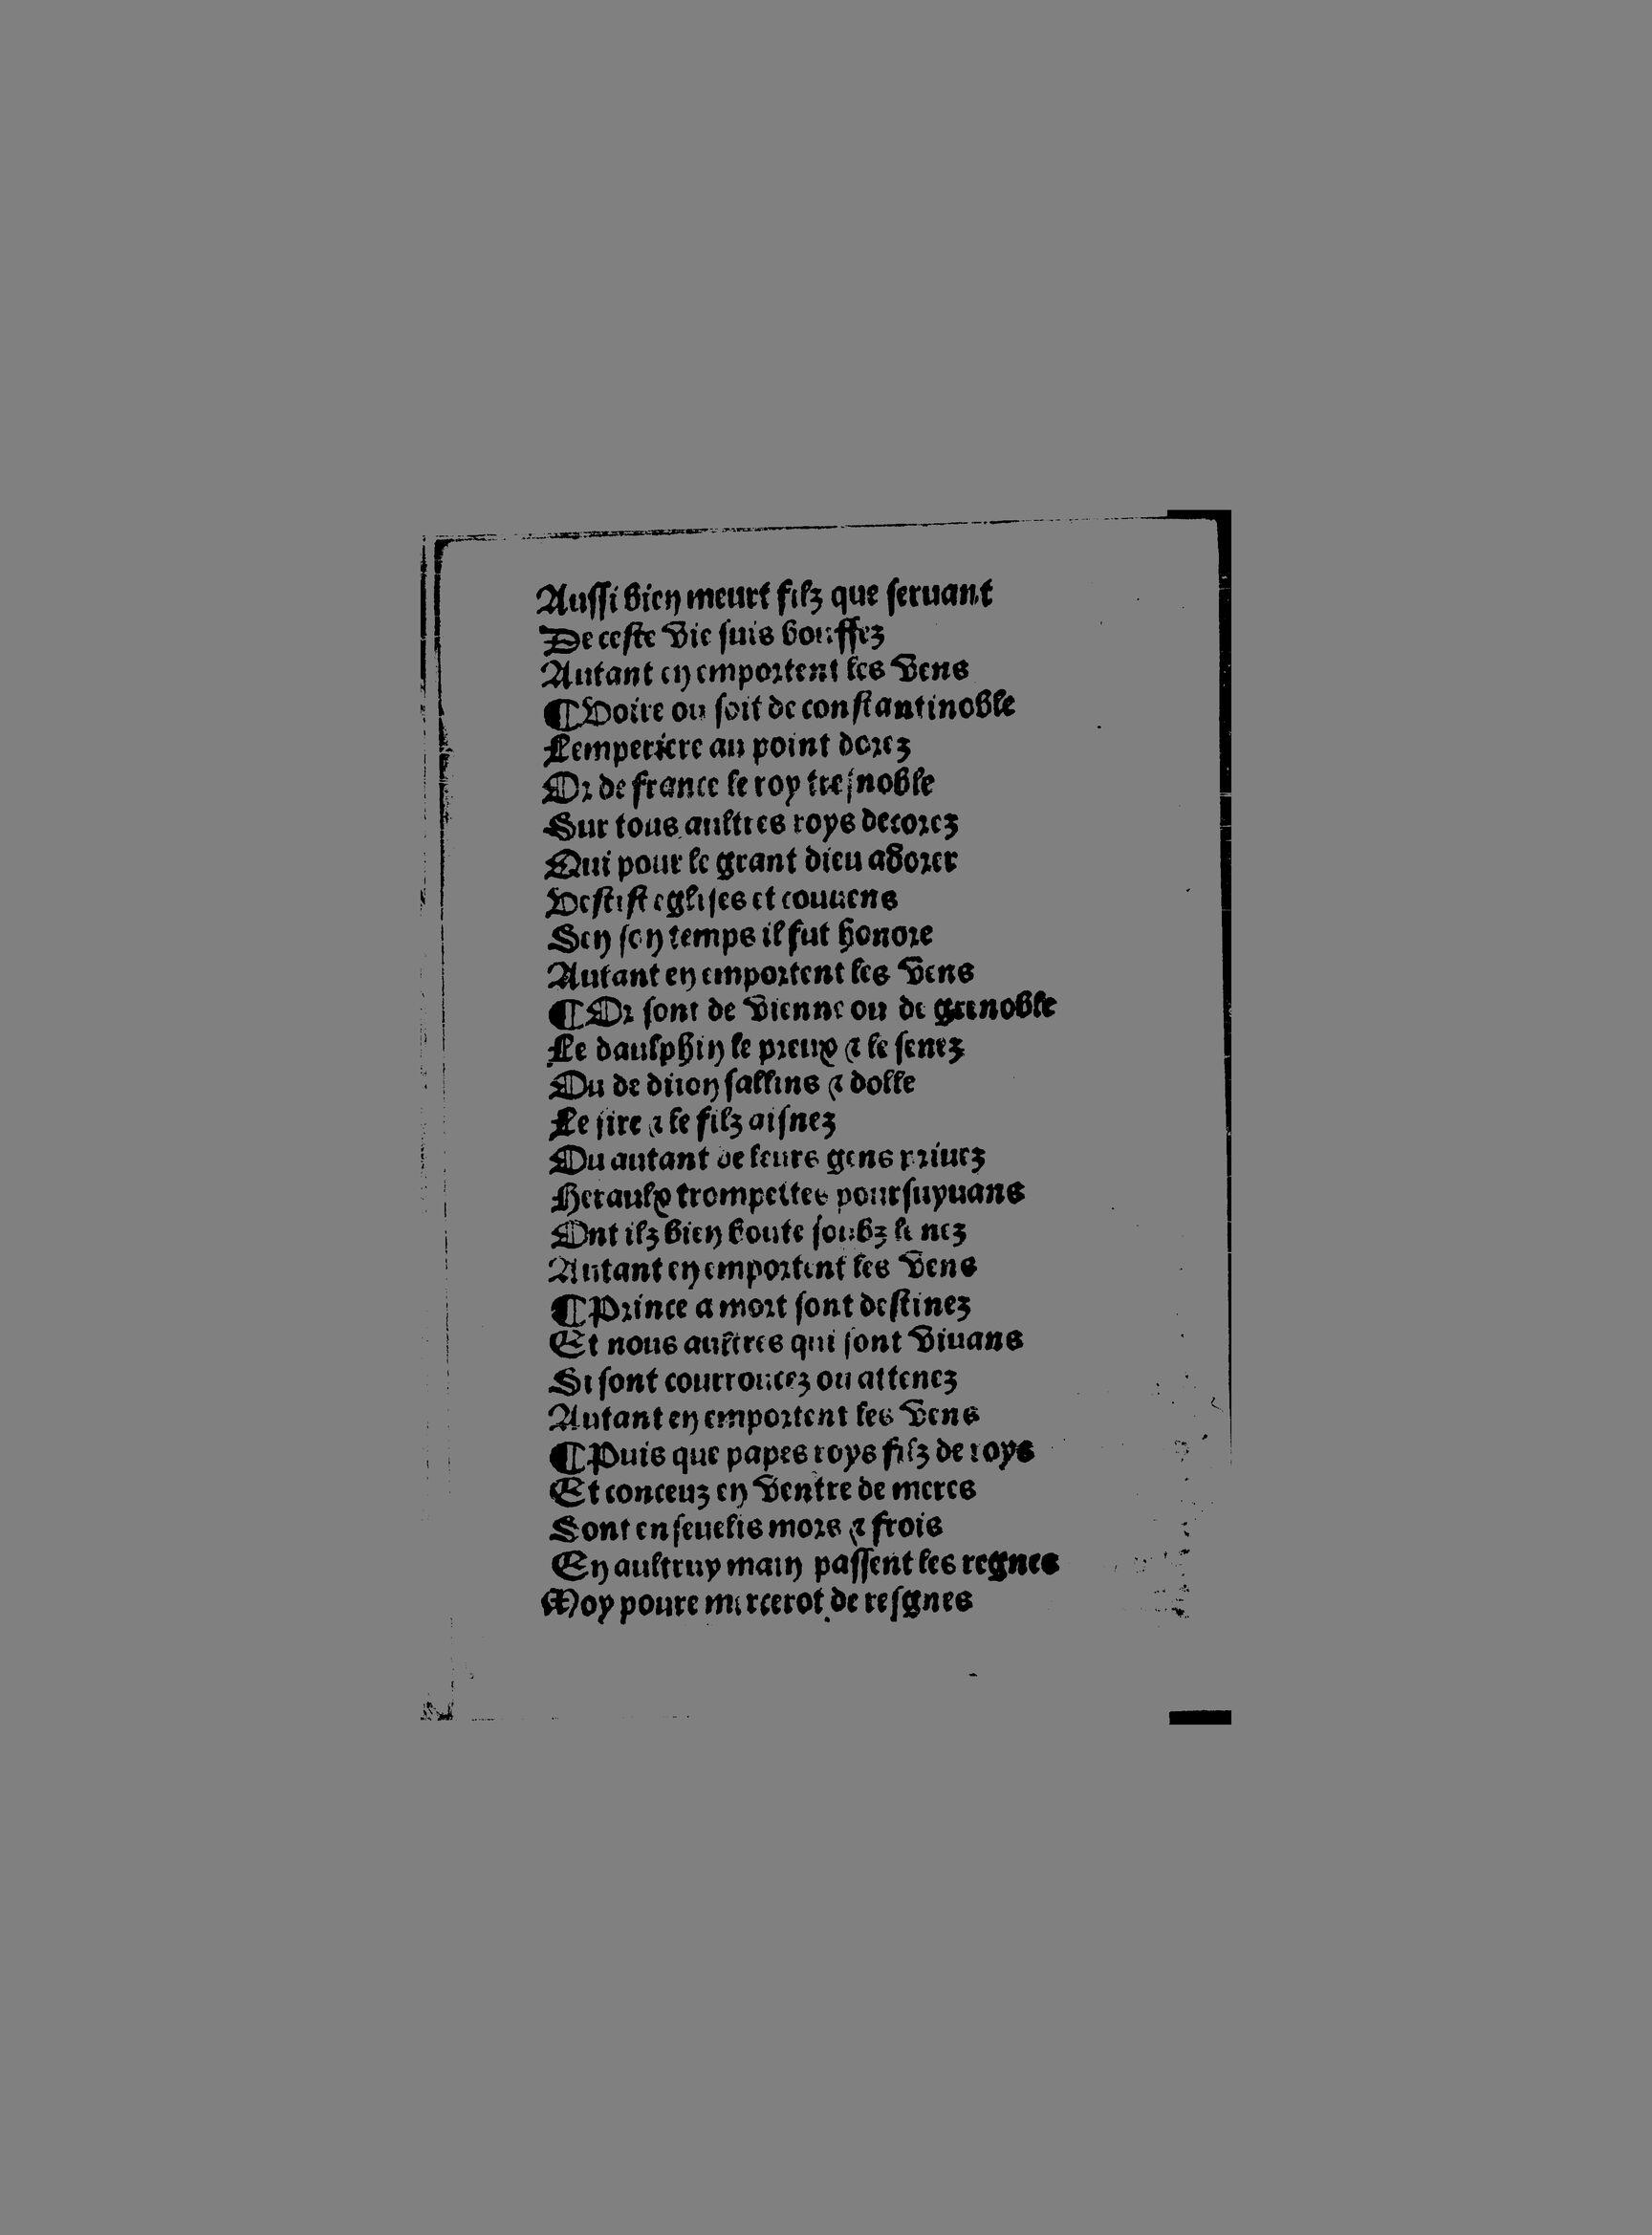 Aussi bien meurt filz que seruant
De ceste vie suis bouffez
Autant en emportent les vens
¶Voire ou soit de constantinoble
Lemperiere au point dorez
Or de france le roy tresnoble
Sur tous aultres roys decorez
Qui pour le grant dieu adorer
Vestist eglises et couuens
Sen son temps il fut honore
Autant en emportent les vens
¶Or sont de vienne ou de grenoble
Le daulphin le preux & le senez
Ou de diion sallins & dolle
Le sire & le filz aisnez
Ou autant de leurs gens priuez
Heraulx trompettes poursuyuans
Ont ilz bien boute soubz le nez
Autant en emportent les vens
¶Prince a mort sont destinez
Et nous aultres qui sont viuans
Si sont courroucez ou attenez
Autant en emportent les vens
¶Puis que papes roys filz de roys
Et conceuz en ventre de meres
Sont enseuelis mors & frois
En aultruy main passent les regnes
Moy poure mercerot de resgnes